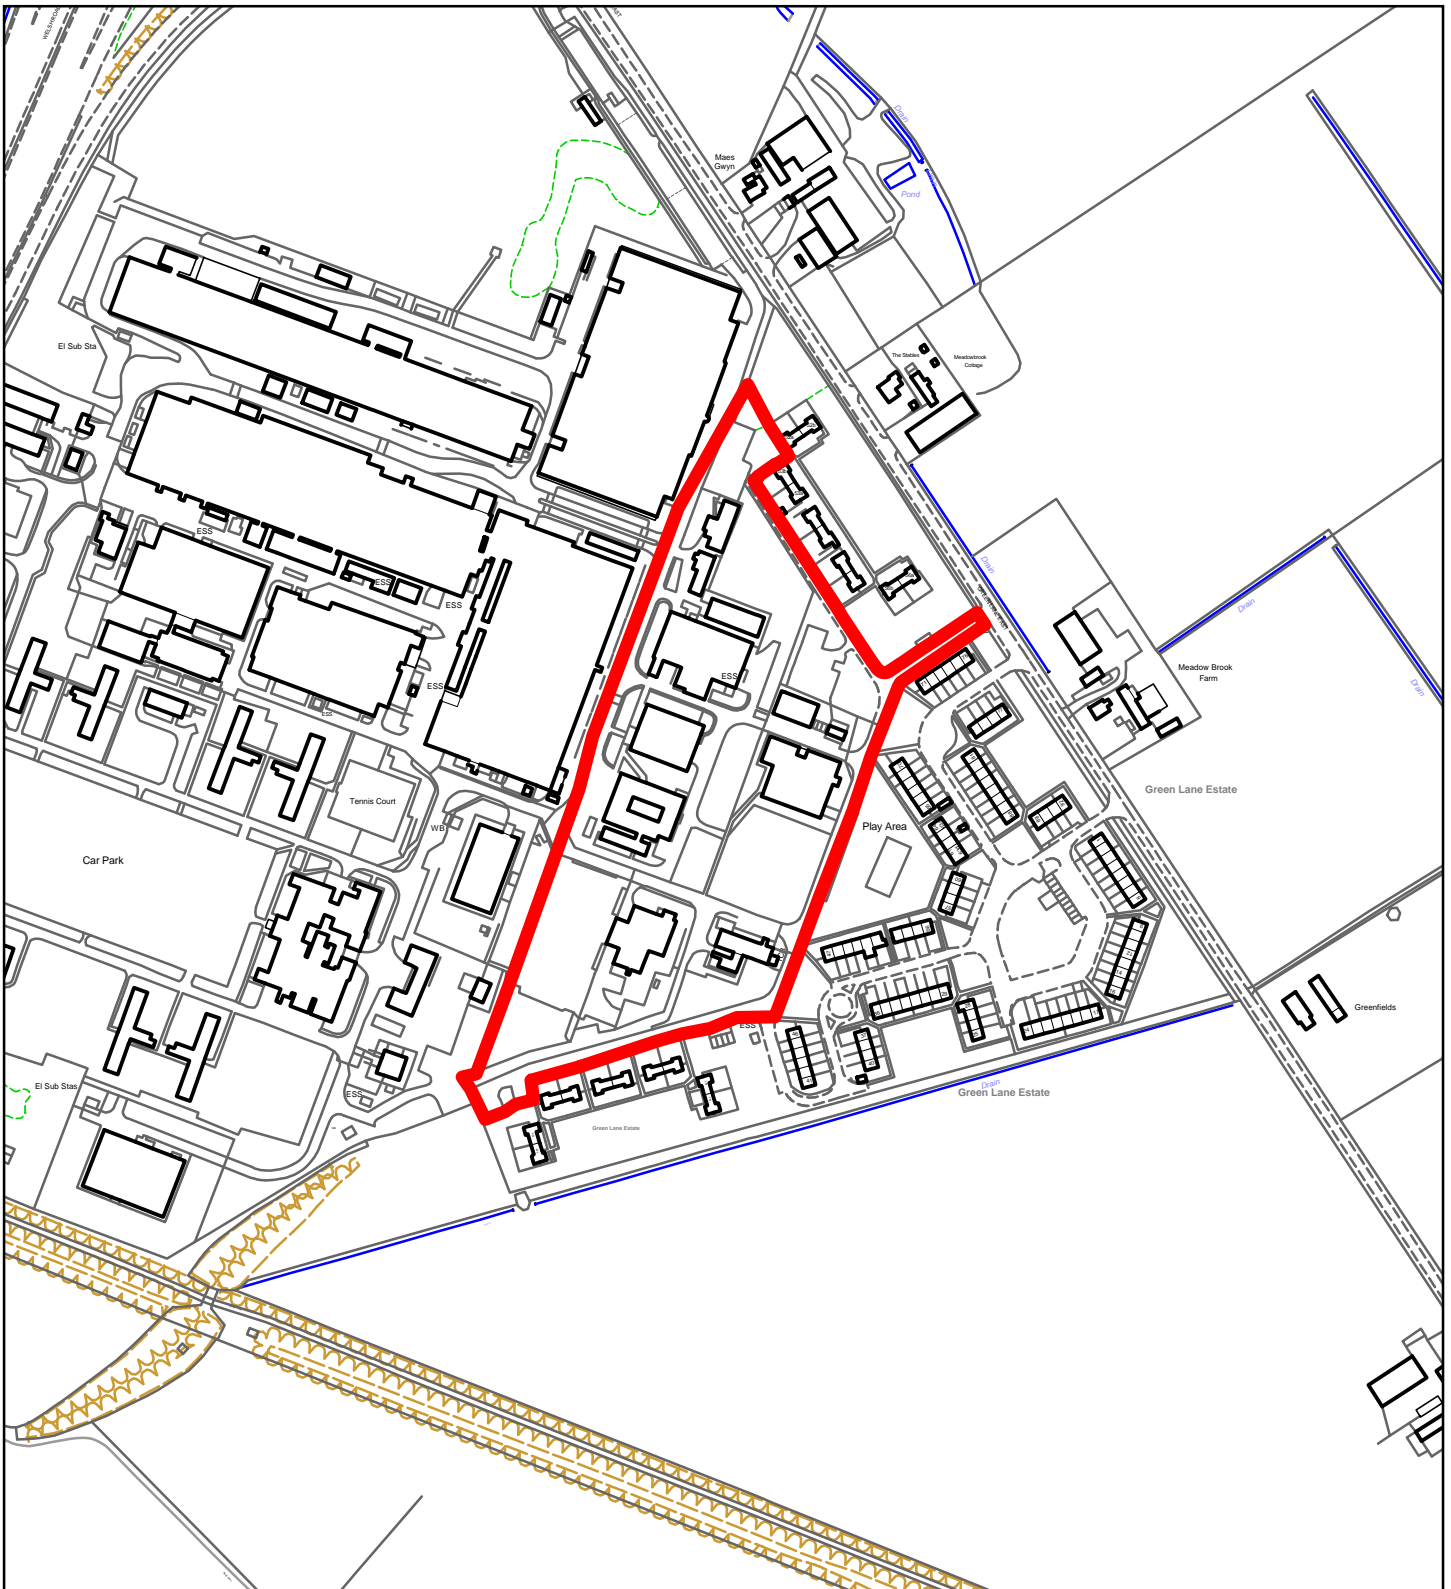 Drain
Maes
Gwyn
Pond
El Sub Sta
The Stables
Meadowbrook
Cottage
ESS
ESS
ESS
Drain
Drain
Meadow Brook
Farm
ESS
ESS
Drain
ESS
Green Lane Estate
Tennis Court
WB
Play Area
Car Park
Greenfields
ESS
El Sub Stas
ESS
Drain
Green Lane Estate
Green Lane Estate